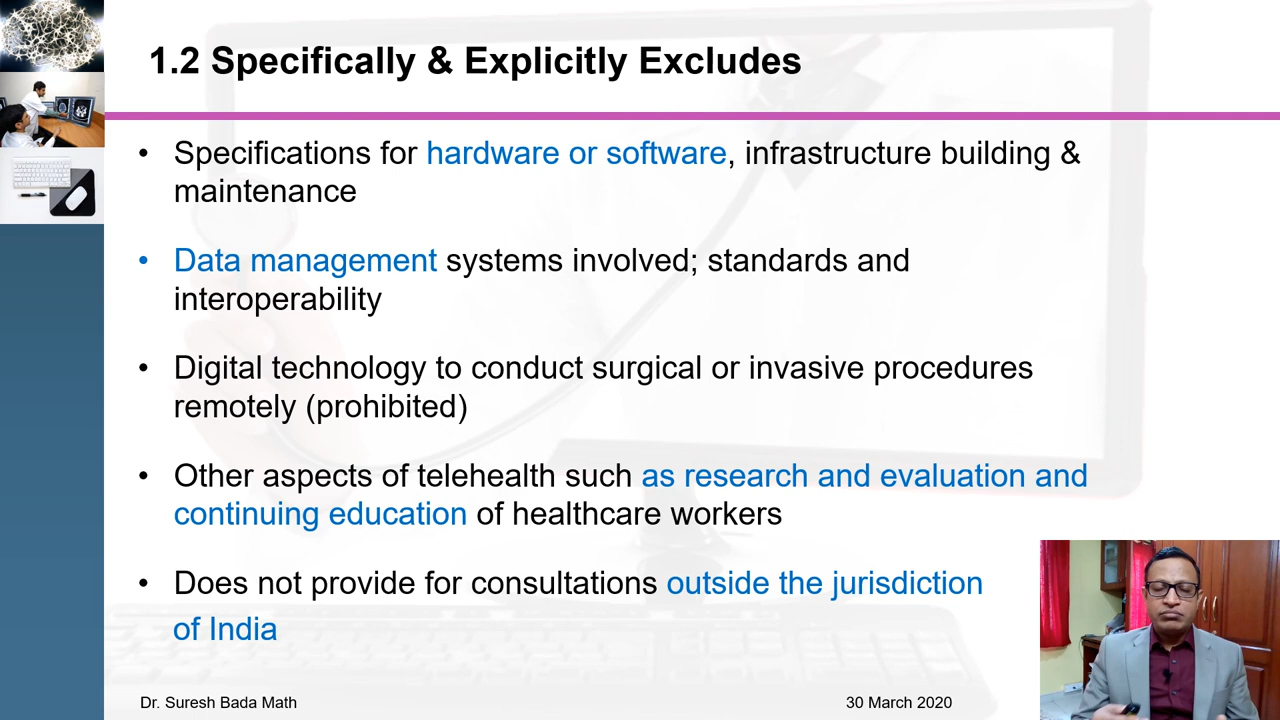 1.2 Specifically & Explicitly Excludes
• Specifications for hardware or software, infrastructure building &
maintenance
• Data management systems involved; standards and
interoperability
• Digital technology to conduct surgical or invasive procedures
remotely (prohibited)
• Other aspects of telehealth such as research and evaluation and
continuing education of healthcare workers
• Does not provide for consultations outside the jurisdiction
of India
Dr. Suresh Bada Math
30 March 2020